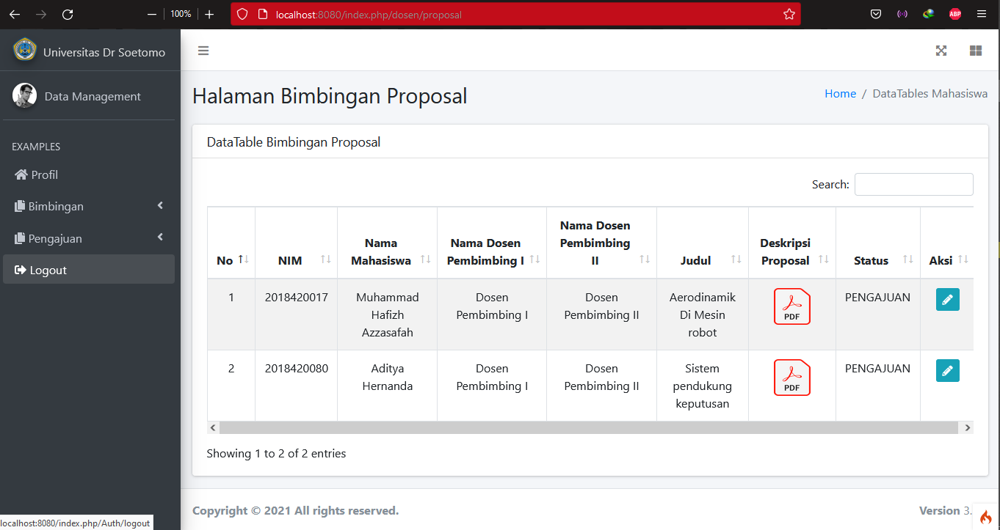 100%
localhost:8080/index.php/dosen/proposal
ABP
Universitas Dr Soetomo
Data Management
EXAMPLES
Profil
Bimbingan
Pengajuan
Logout
Halaman Bimbingan Proposal
Home / DataTables Mahasiswa
DataTable Bimbingan Proposal
Search:
No
NIM
Nama
Mahasiswa
Nama Dosen
Pembimbing I
Nama Dosen
Pembimbing
II
Judul
Deskripsi
Proposal
Status
Aksi
1
2018420017
Muhammad
Hafizh
Azzasafah
Dosen
Pembimbing I
Dosen
Pembimbing II
Aerodinamik
Di Mesin
robot
PDF
PENGAJUAN
2
2018420080
Aditya
Hernanda
Dosen
Pembimbing I
Dosen
Pembimbing II
Sistem
pendukung
keputusan
PDF
PENGAJUAN
Showing 1 to 2 of 2 entries
Copyright © 2021 All rights reserved.
Version 3.
localhost:8080/index.php/Auth/logout